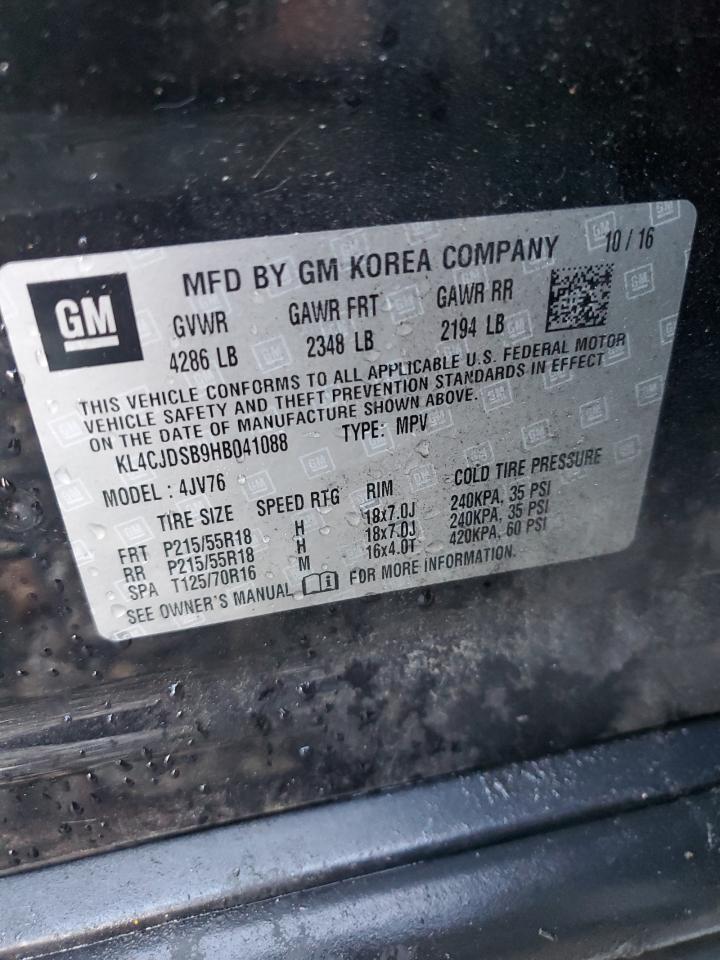 GM
MFD BY GM KOREA COMPANY 10 / 16
GVWR GAWR FRT GAWR RR
4286 LB 2348 LB 2194 LB
THIS VEHICLE CONFORMS TO ALL APPLICABLE U.S. FEDERAL MOTOR
VEHICLE SAFETY AND THEFT PREVENTION STANDARDS IN EFFECT
ON THE DATE OF MANUFACTURE SHOWN ABOVE.
KL4CJDSB9HB041088 TYPE: MPV
MODEL : 4JV76
TIRE SIZE SPEED RTG RIM COLD TIRE PRESSURE
FRT P215/55R18 H 18x7.0J 240KPA, 35 PSI
RR P215/55R18 H 18x7.0J 240KPA, 35 PSI
SPA T125/70R16 M 16x4.0T 420KPA, 60 PSI
SEE OWNER'S MANUAL FOR MORE INFORMATION.